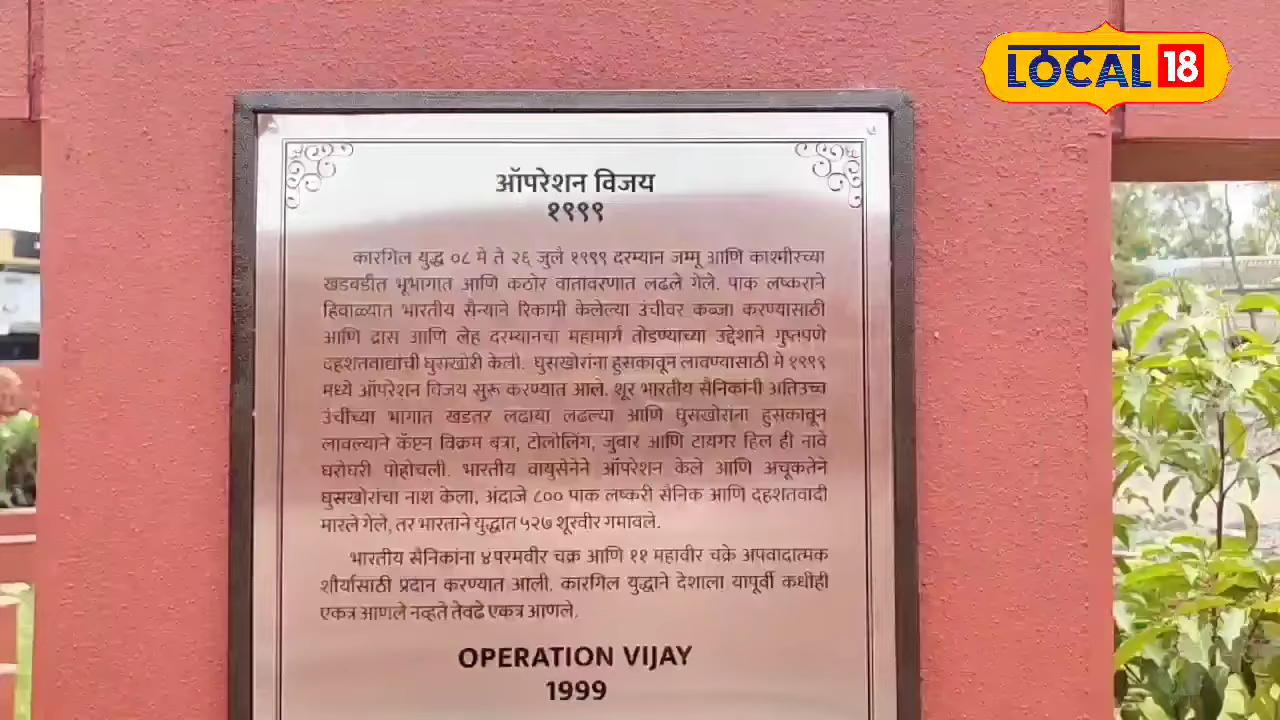 LOCAL 18
ऑपरेशन विजय
१९९९
कारगिल युद्ध ०८ मे ते २६ जुलै १९९९ दरम्यान जम्मू आणि काश्मीरच्या
खडबडीत भूभागात आणि कठोर वातावरणात लढले गेले. पाक लष्कराने
हिवाळ्यात भारतीय सैन्याने रिकामी केलेल्या उंचीवर कब्जा करण्यासाठी
आणि द्रास आणि लेह दरम्यानचा महामार्ग तोडण्याच्या उद्देशाने गुप्तपणे
दहशतवाद्यांची घुसखोरी केली. घुसखोरांना हुसकावून लावण्यासाठी मे १९९९
मध्ये ऑपरेशन विजय सुरू करण्यात आले. शूर भारतीय सैनिकांनी अतिउच्च
उंचीच्या भागात खडतर लढाया लढल्या आणि घुसखोरांना हुसकावून
लावल्याने कॅप्टन विक्रम बत्रा, टोलोलिंग, जुबार आणि टायगर हिल ही नावे
घरोघरी पोहोचली. भारतीय वायुसेनेने ऑपरेशन केले आणि अचूकतेने
घुसखोरांचा नाश केला, अंदाजे ८०० पाक लष्करी सैनिक आणि दहशतवादी
मारले गेले, तर भारताने युद्धात ५२७ शूरवीर गमावले.
भारतीय सैनिकांना ४परमवीर चक्र आणि ११ महावीर चक्रे अपवादात्मक
शौर्यासाठी प्रदान करण्यात आली. कारगिल युद्धाने देशाला यापूर्वी कधीही
एकत्र आणले नव्हते तेवढे एकत्र आणले.
OPERATION VIJAY
1999